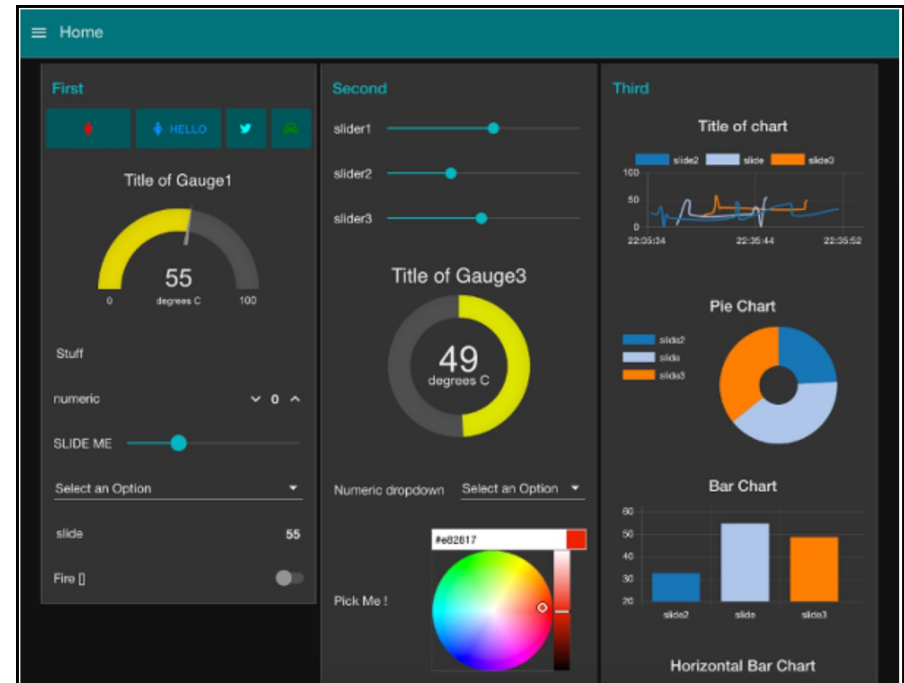 Home
First
HELLO
Title of Gauge1
55
degrees C
0
100
Stuff
numeric
0
SLIDE ME
Select an Option
slide
55
Fire []
Second
slider1
slider2
slider3
Title of Gauge3
49
degrees C
Numeric dropdown
Select an Option
#e82817
Pick Me !
Third
Title of chart
slide2 slide slide3
100
50
0
22:35:24 22:35:44 22:35:52
Pie Chart
slide2
slide
slide3
Bar Chart
60
50
40
30
20
slide2 slide slide3
Horizontal Bar Chart